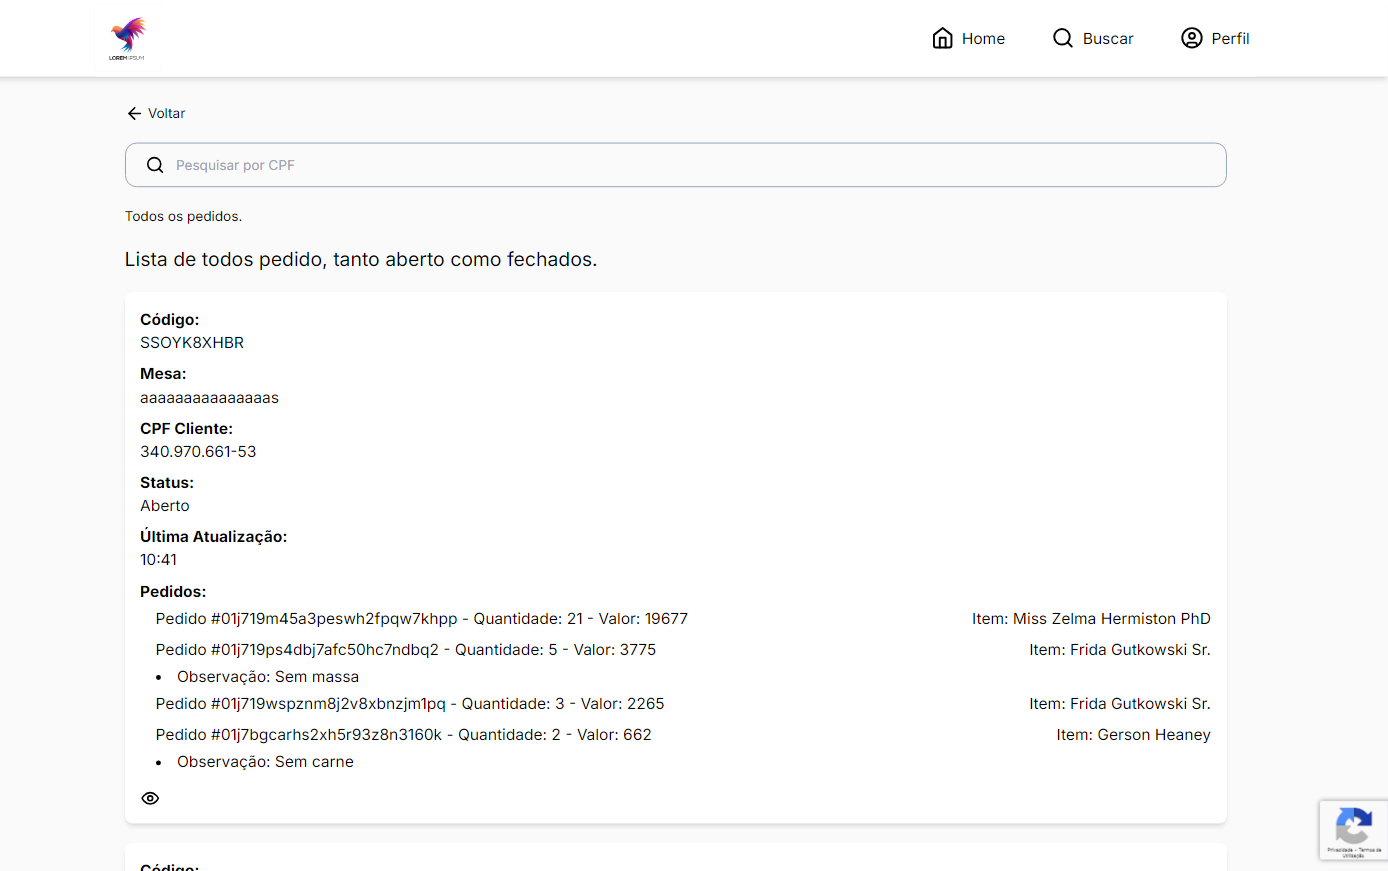 LOREM IPSUM
Home
Buscar
Perfil
Voltar
Pesquisar por CPF
Todos os pedidos.
Lista de todos pedido, tanto aberto como fechados.
Código:
SSOYK8XHBR
Mesa:
aaaaaaaaaaaaaaas
CPF Cliente:
340.970.661-53
Status:
Aberto
Última Atualização:
10:41
Pedidos:
Pedido #01j719m45a3peswh2fpqw7khpp - Quantidade: 21 - Valor: 19677 Item: Miss Zelma Hermiston PhD
Pedido #01j719ps4dbj7afc50hc7ndbq2 - Quantidade: 5 - Valor: 3775 Item: Frida Gutkowski Sr.
• Observação: Sem massa
Pedido #01j719wspznm8j2v8xbnzjm1pq - Quantidade: 3 - Valor: 2265 Item: Frida Gutkowski Sr.
Pedido #01j7bgcarhs2xh5r93z8n3160k - Quantidade: 2 - Valor: 662 Item: Gerson Heaney
• Observação: Sem carne
Código:
Privacidade - Termos de
Utilização